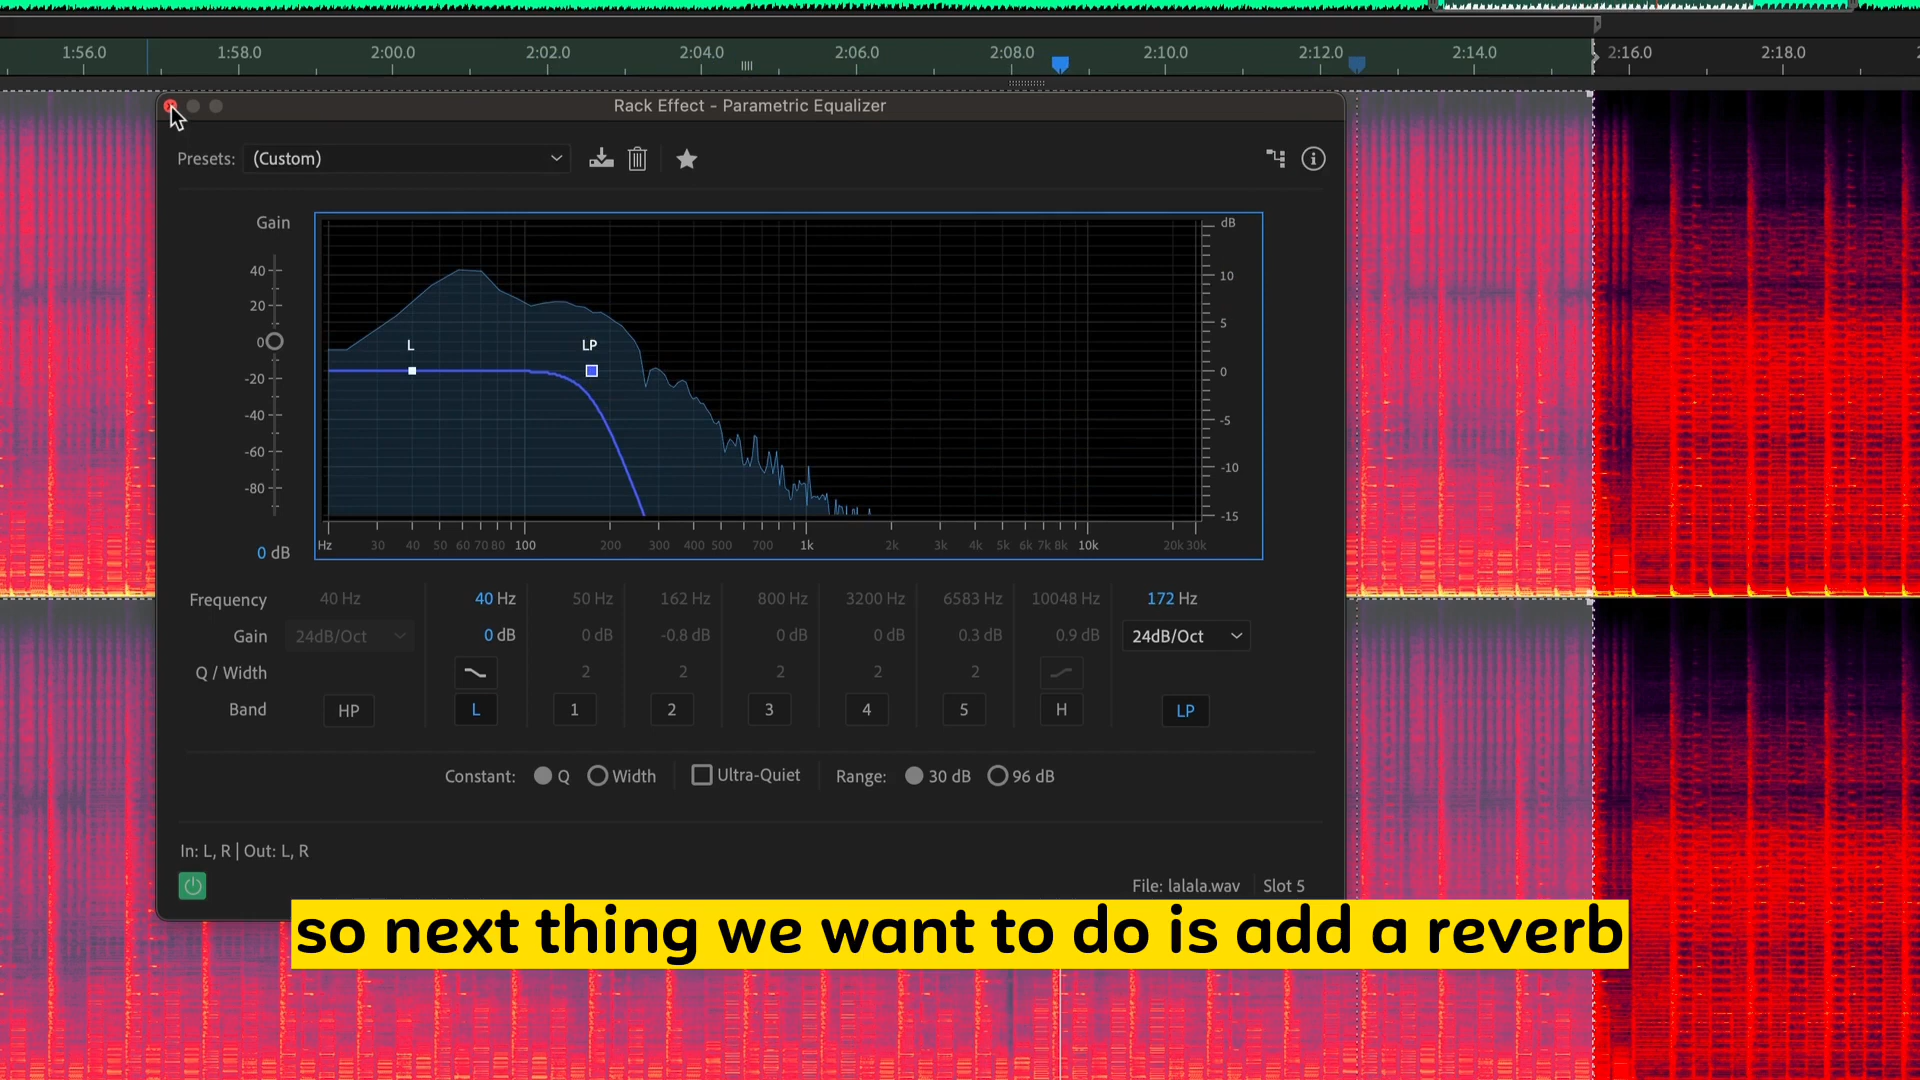 1:56.0 1:58.0 2:00.0 2:02.0 2:04.0 2:06.0 2:08.0 2:10.0 2:12.0 2:14.0 2:16.0 2:18.0
Rack Effect - Parametric Equalizer
Presets: (Custom)
Gain
dB
40
20
0
-20
-40
-60
-80
0 dB
L
LP
10
5
0
-5
-10
-15
Hz 30 40 50 60 70 80 100 200 300 400 500 700 1k 2k 3k 4k 5k 6k 7k 8k 10k 20k 30k
Frequency 40 Hz 40 Hz 50 Hz 162 Hz 800 Hz 3200 Hz 6583 Hz 10048 Hz 172 Hz
Gain 24dB/Oct 0 dB 0 dB -0.8 dB 0 dB 0 dB 0.3 dB 0.9 dB 24dB/Oct
Q / Width 2 2 2 2 2
Band HP L 1 2 3 4 5 H LP
Constant: Q Width Ultra-Quiet Range: 30 dB 96 dB
In: L, R | Out: L, R
File: lalala.wav Slot 5
so next thing we want to do is add a reverb